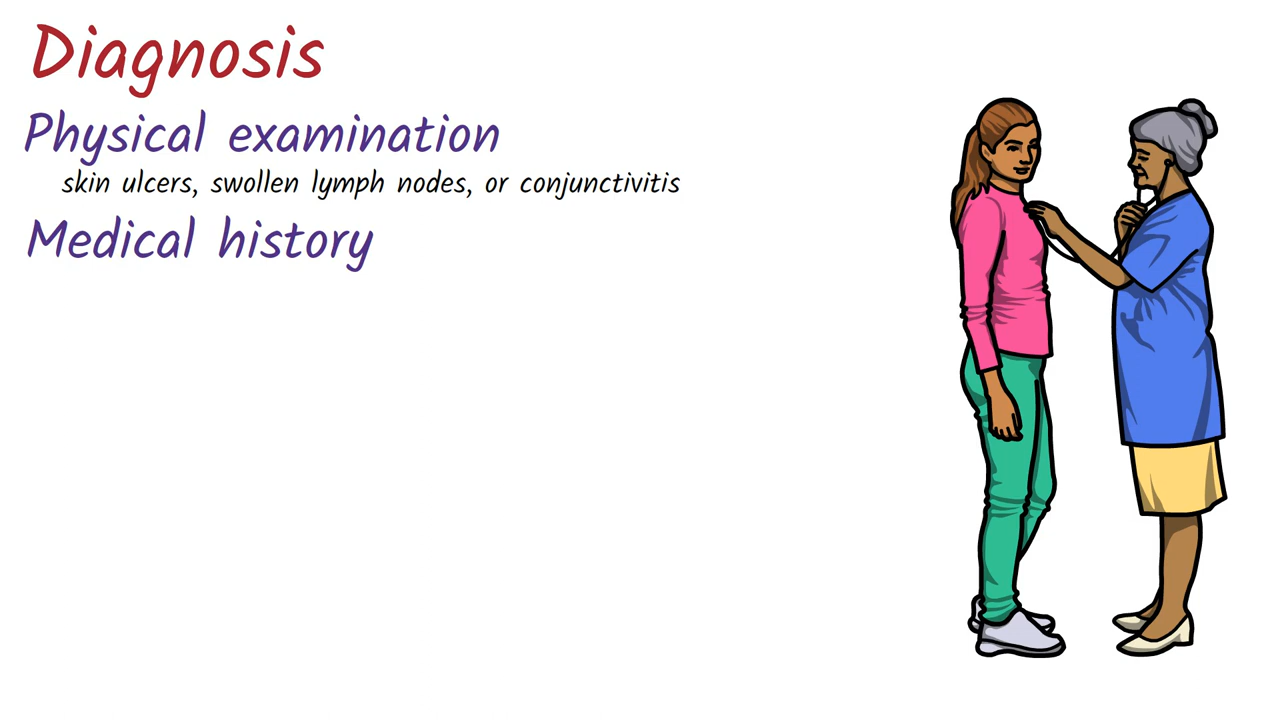 Diagnosis
Physical examination
skin ulcers, swollen lymph nodes, or conjunctivitis
Medical history